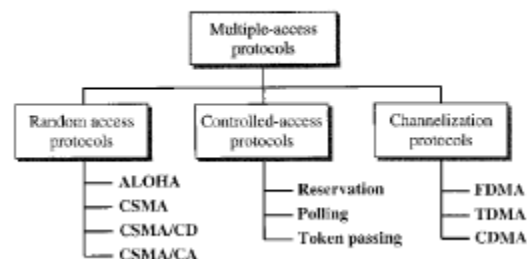 Multiple-access
protocols
Random access
protocols
Controlled-access
protocols
Channelization
protocols
ALOHA
CSMA
CSMA/CD
CSMA/CA
Reservation
Polling
Token passing
FDMA
TDMA
CDMA